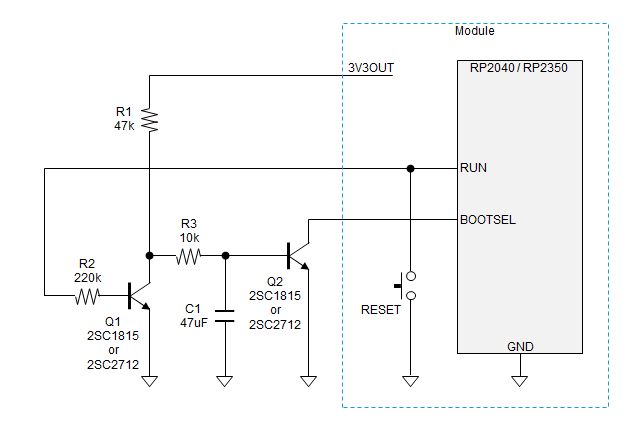 Module
3V3OUT
RP2040/RP2350
R1
47k
RUN
BOOTSEL
R3
10k
R2
220k
Q2
2SC1815
or
2SC2712
C1
47uF
RESET
Q1
2SC1815
or
2SC2712
GND